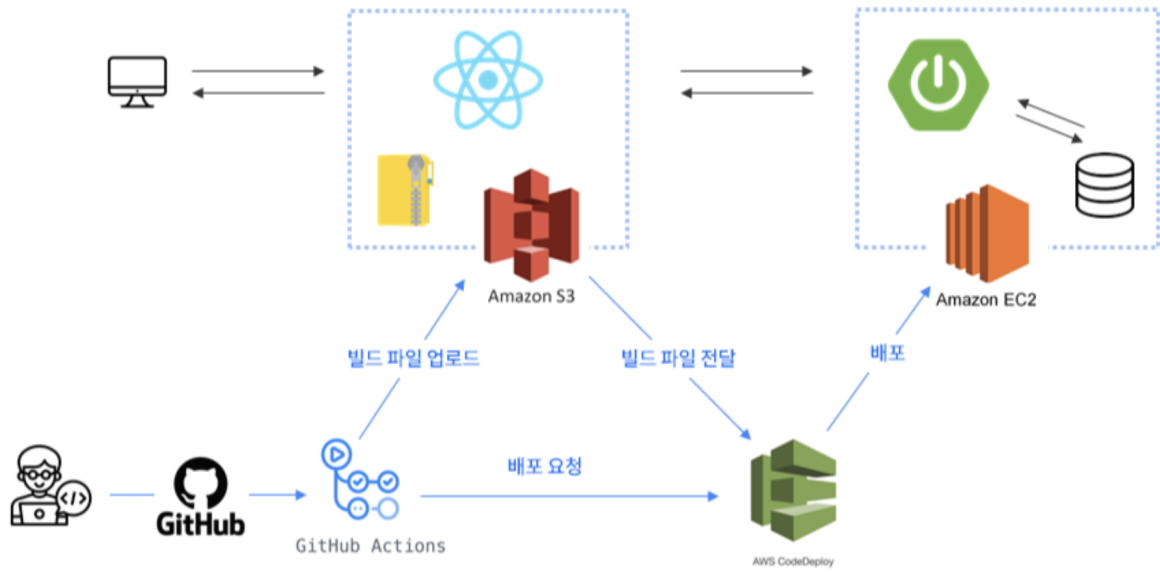 Amazon S3
Amazon EC2
빌드 파일 업로드
빌드 파일 전달
배포
배포 요청
GitHub
GitHub Actions
AWS CodeDeploy